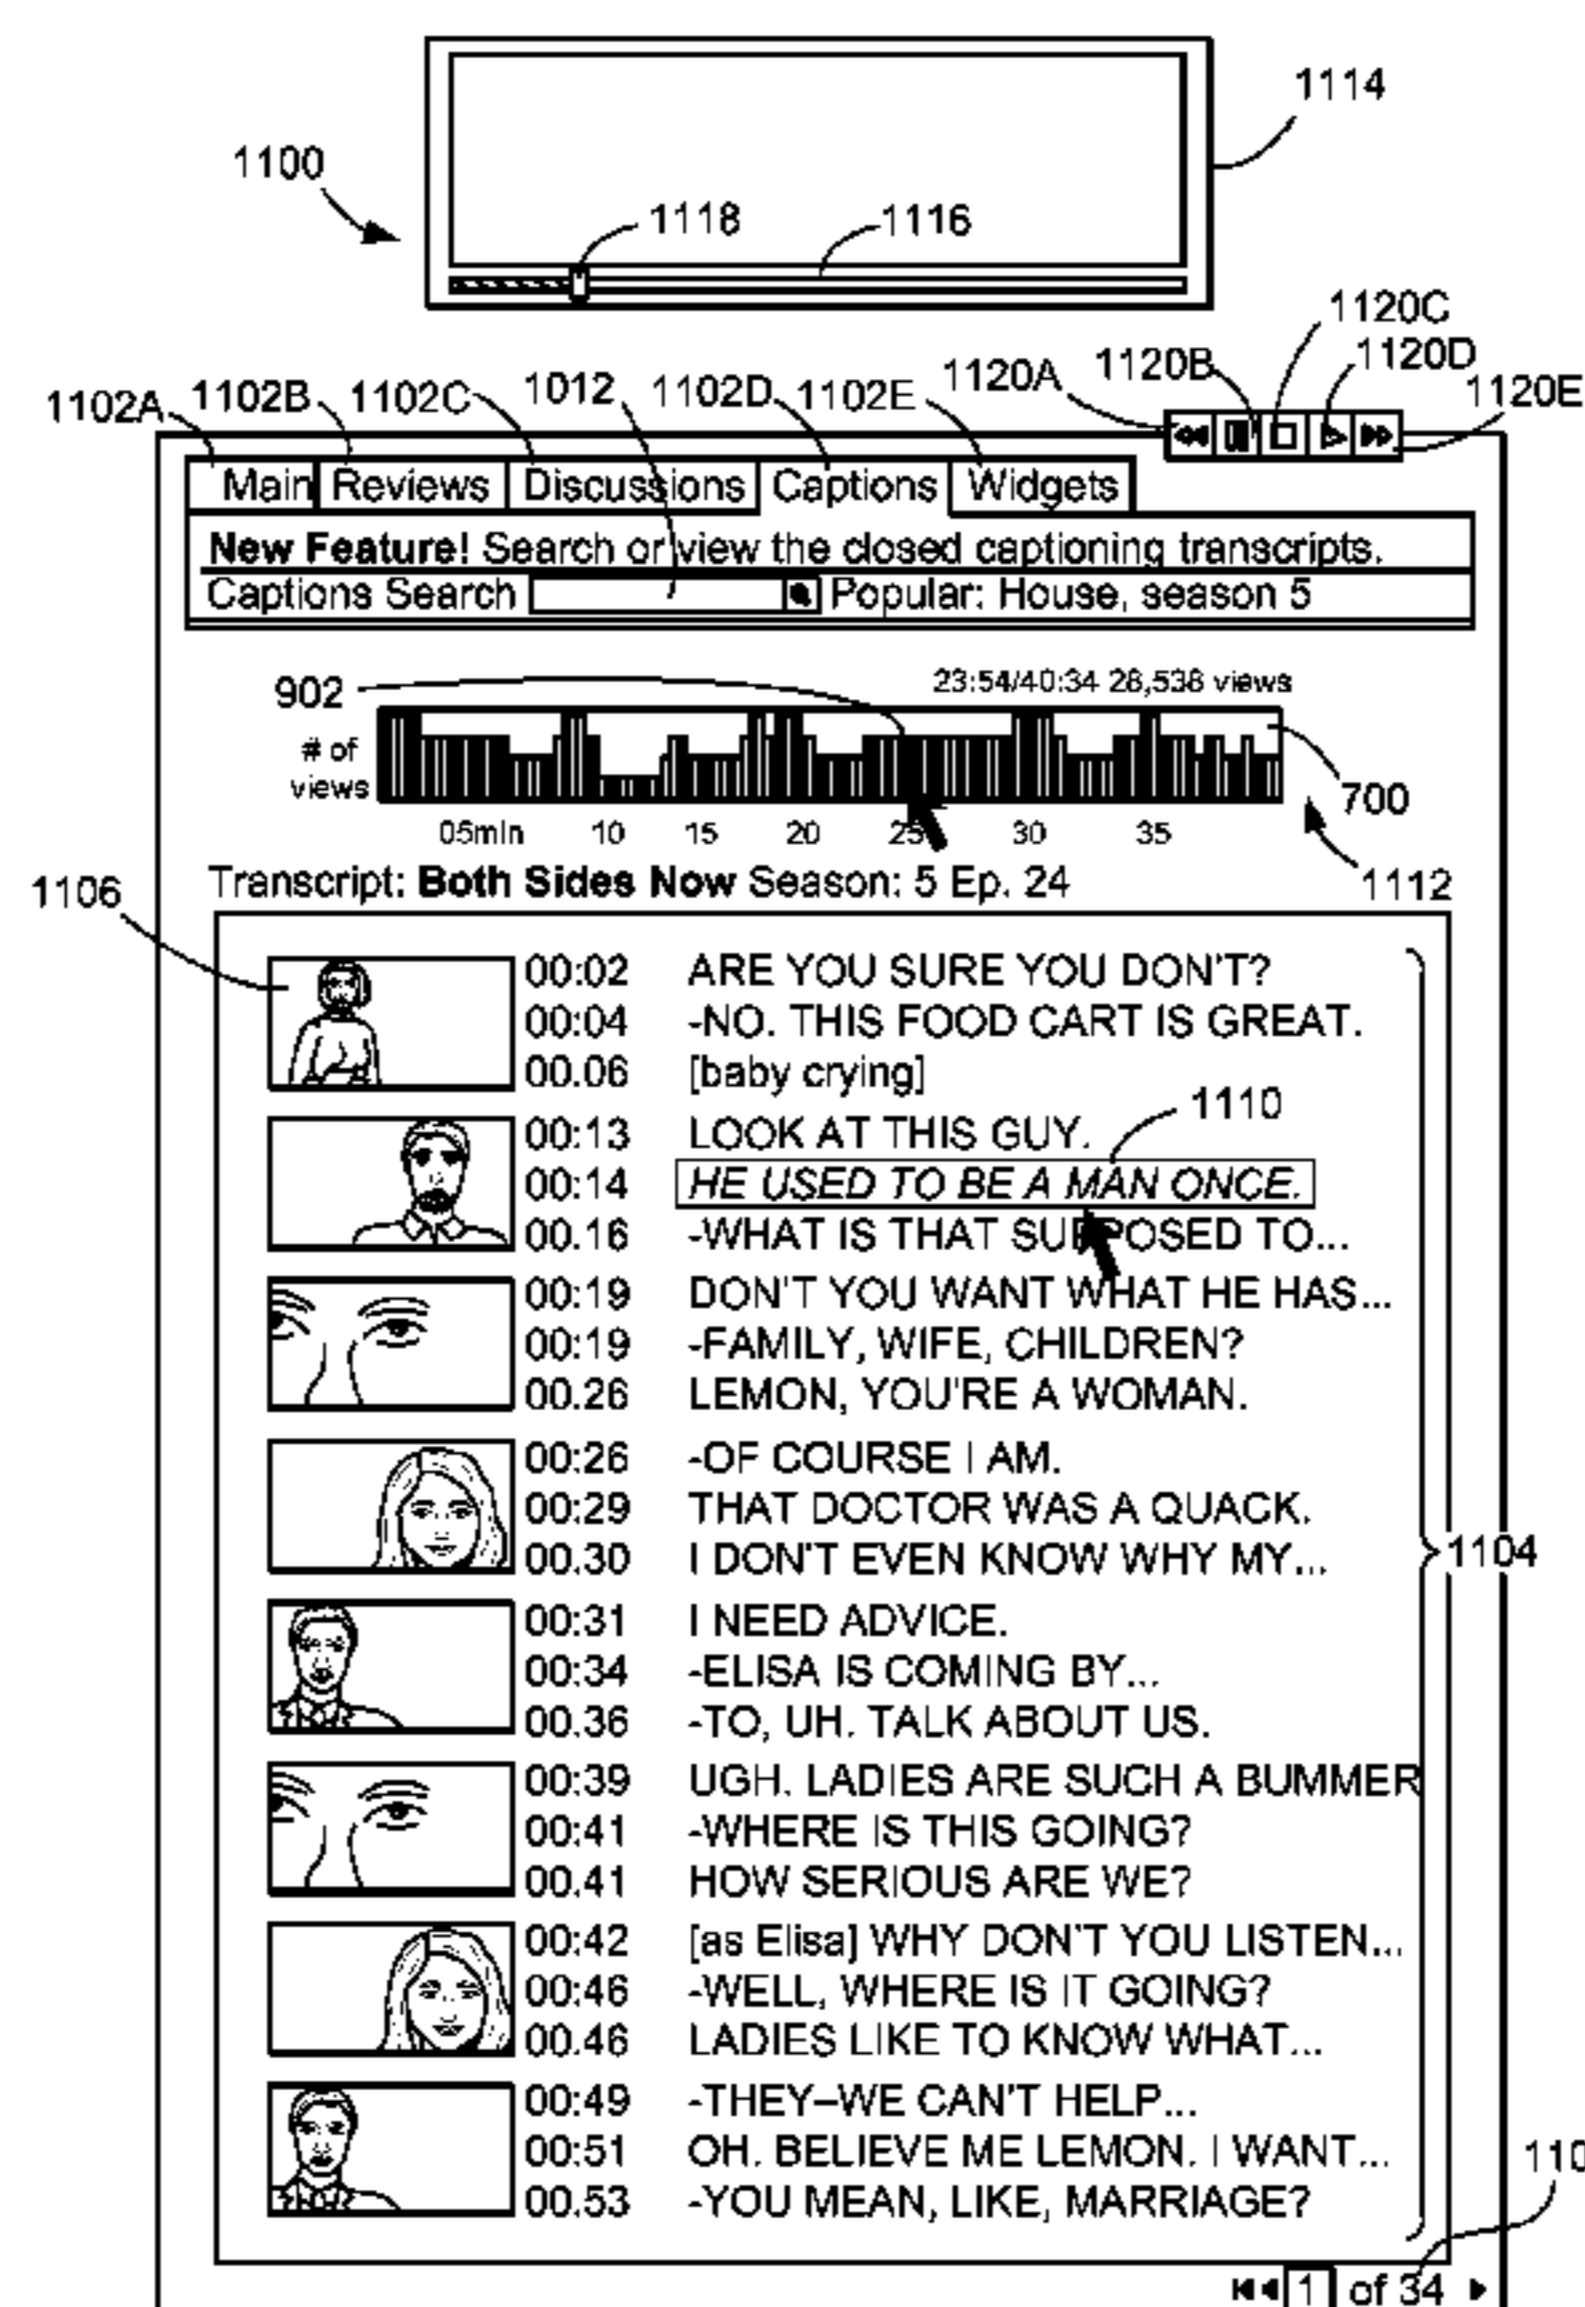 1114
1100
1118
1116
1120C
1120D
1120B
1120A
1120E
1102A
1102B
1102C
1012
1102D
1102E
Main Reviews Discussions Captions Widgets
New Feature! Search or view the closed captioning transcripts.
Captions Search Popular: House, season 5
902
23:54/40:34 28,538 views
# of
views
700
05min 10 15 20 25 30 35
1112
Transcript: Both Sides Now Season: 5 Ep. 24
1106
00:02 ARE YOU SURE YOU DON'T?
00:04 -NO. THIS FOOD CART IS GREAT.
00.06 [baby crying]
1110
00:13 LOOK AT THIS GUY.
00:14 HE USED TO BE A MAN ONCE.
00.16 -WHAT IS THAT SUPPOSED TO...
00:19 DON'T YOU WANT WHAT HE HAS...
00:19 -FAMILY, WIFE, CHILDREN?
00.26 LEMON, YOU'RE A WOMAN.
00:26 -OF COURSE I AM.
00:29 THAT DOCTOR WAS A QUACK.
00.30 I DON'T EVEN KNOW WHY MY...
1104
00:31 I NEED ADVICE.
00:34 -ELISA IS COMING BY...
00.36 -TO, UH. TALK ABOUT US.
00:39 UGH. LADIES ARE SUCH A BUMMER
00:41 -WHERE IS THIS GOING?
00.41 HOW SERIOUS ARE WE?
00:42 [as Elisa] WHY DON'T YOU LISTEN...
00:46 -WELL, WHERE IS IT GOING?
00.46 LADIES LIKE TO KNOW WHAT...
00:49 -THEY–WE CAN'T HELP...
00:51 OH. BELIEVE ME LEMON. I WANT...
00.53 -YOU MEAN, LIKE, MARRIAGE?
1 of 34